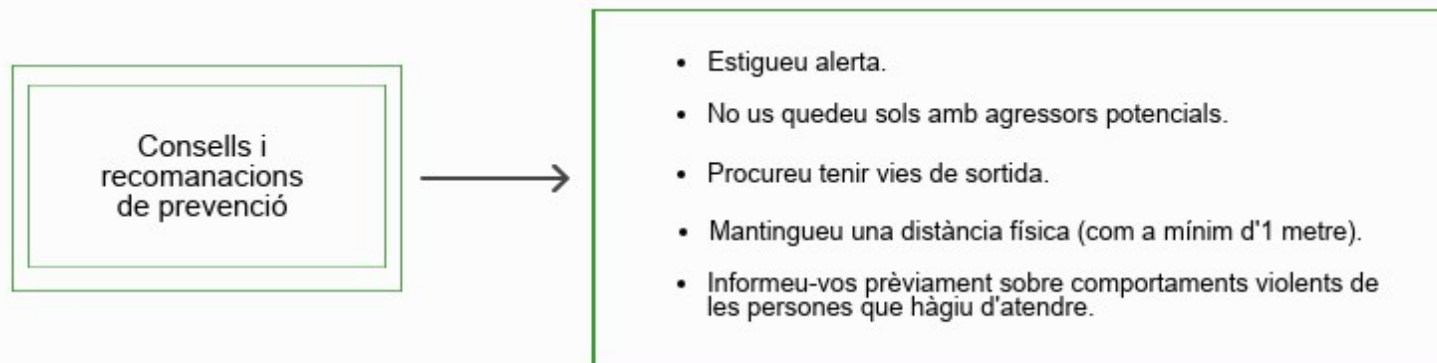 Consells i
recomanacions
de prevenció
• Estigueu alerta.
• No us quedeu sols amb agressors potencials.
• Procureu tenir vies de sortida.
• Mantingueu una distància física (com a mínim d'1 metre).
• Informeu-vos prèviament sobre comportaments violents de
les persones que hàgiu d'atendre.